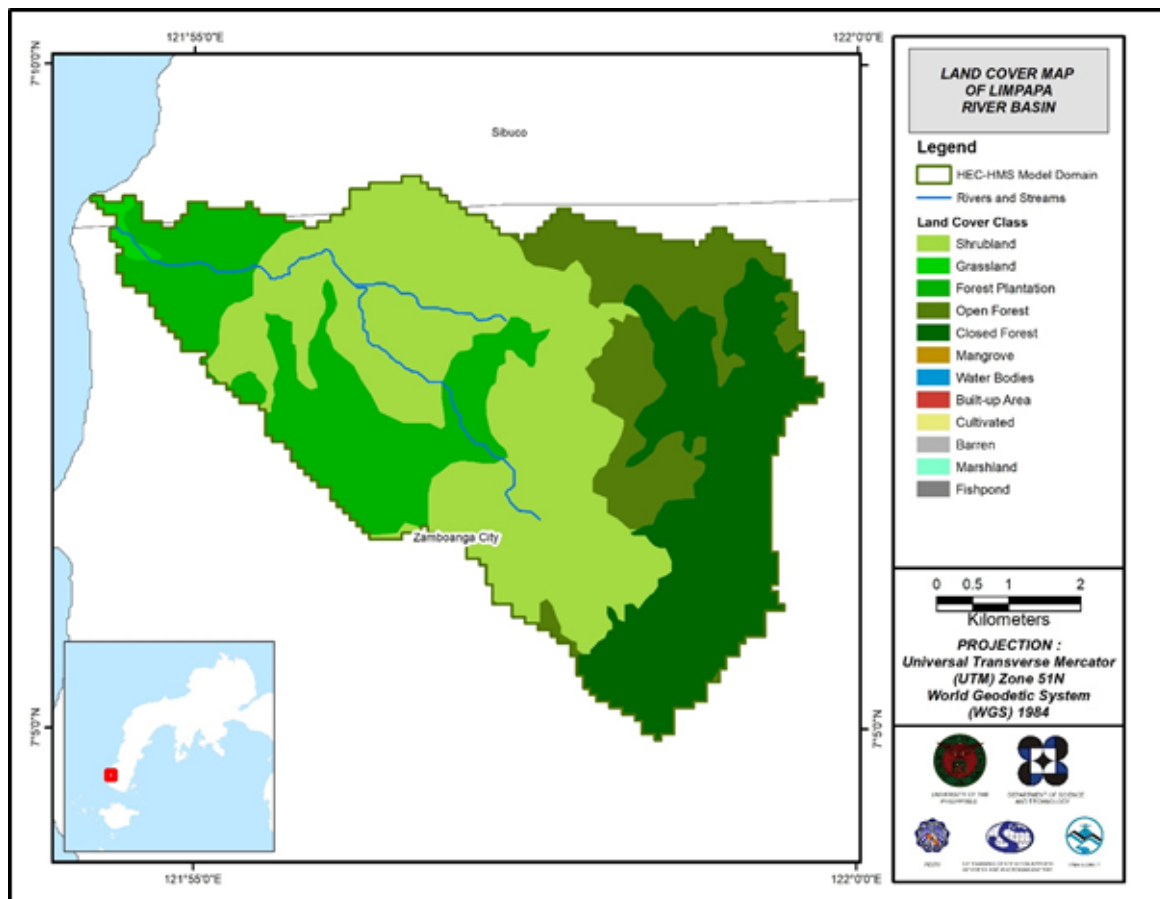 121°55'0"E
122°0'0"E
7°10'0"N
Sibuco
Zamboanga City
7°5'0"N
7°5'0"N
121°55'0"E
122°0'0"E
LAND COVER MAP
OF LIMPAPA
RIVER BASIN
Legend
HEC-HMS Model Domain
Rivers and Streams
Land Cover Class
Shrubland
Grassland
Forest Plantation
Open Forest
Closed Forest
Mangrove
Water Bodies
Built-up Area
Cultivated
Barren
Marshland
Fishpond
0 0.5 1 2
Kilometers
PROJECTION :
Universal Transverse Mercator
(UTM) Zone 51N
World Geodetic System
(WGS) 1984
UNIVERSITY OF THE
PHILIPPINES
DEPARTMENT OF SCIENCE
AND TECHNOLOGY